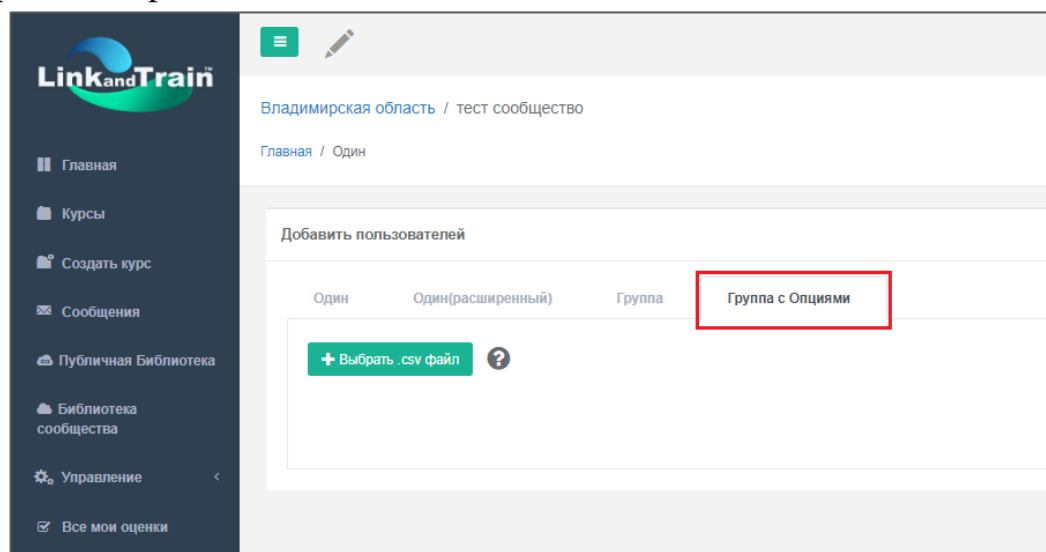 LinkandTrain
Владимирская область / тест сообщество
Главная / Один
Главная
Курсы
Создать курс
Сообщения
Публичная Библиотека
Библиотека
сообщества
Управление
Все мои оценки
Добавить пользователей
Один
Один(расширенный)
Группа
Группа с Опциями
+ Выбрать .csv файл